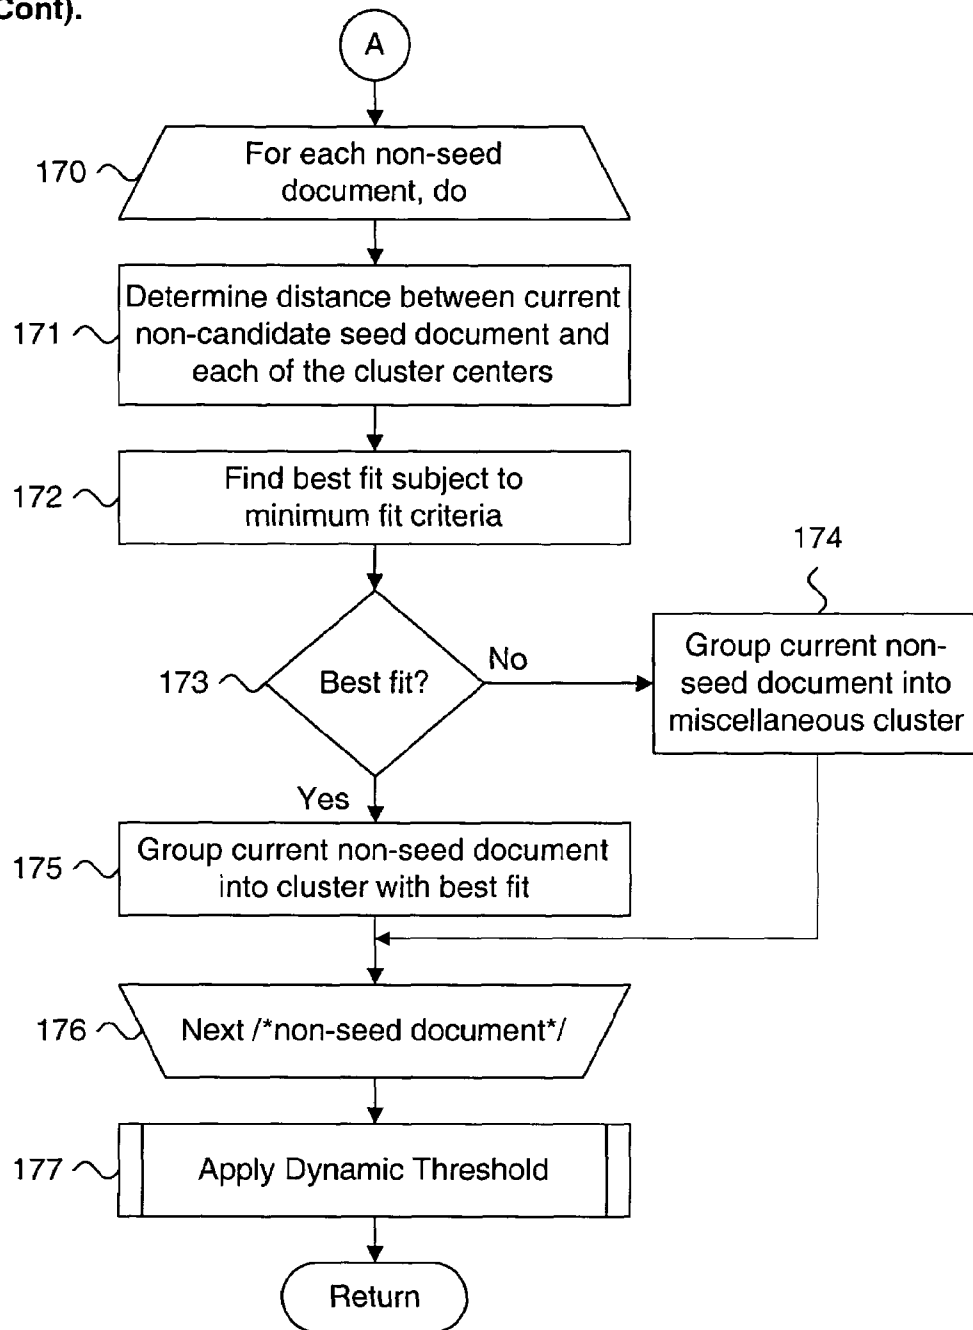 Cont).
A
170
For each non-seed
document, do
171
Determine distance between current
non-candidate seed document and
each of the cluster centers
172
Find best fit subject to
minimum fit criteria
174
173
Best fit?
No
Group current non-
seed document into
miscellaneous cluster
Yes
175
Group current non-seed document
into cluster with best fit
176
Next /*non-seed document*/
177
Apply Dynamic Threshold
Return